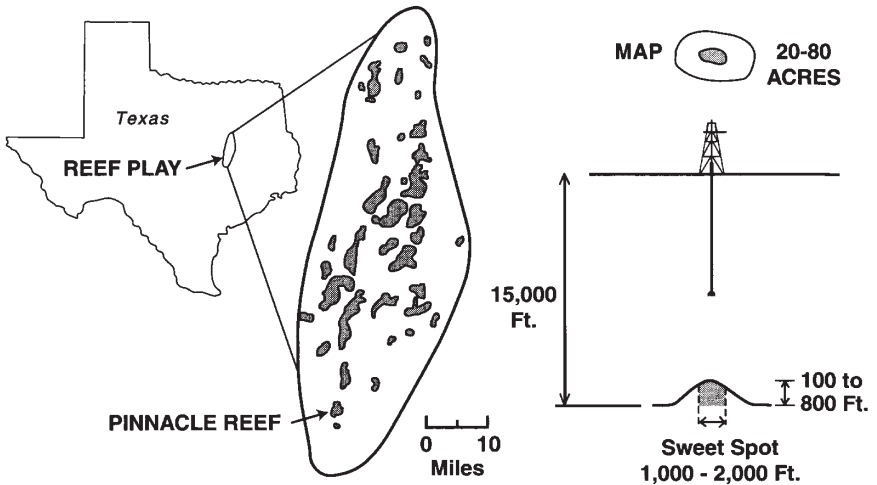 Texas
REEF PLAY
PINNACLE REEF
0 10
Miles
MAP
20-80
ACRES
15,000
Ft.
100 to
800 Ft.
Sweet Spot
1,000 - 2,000 Ft.